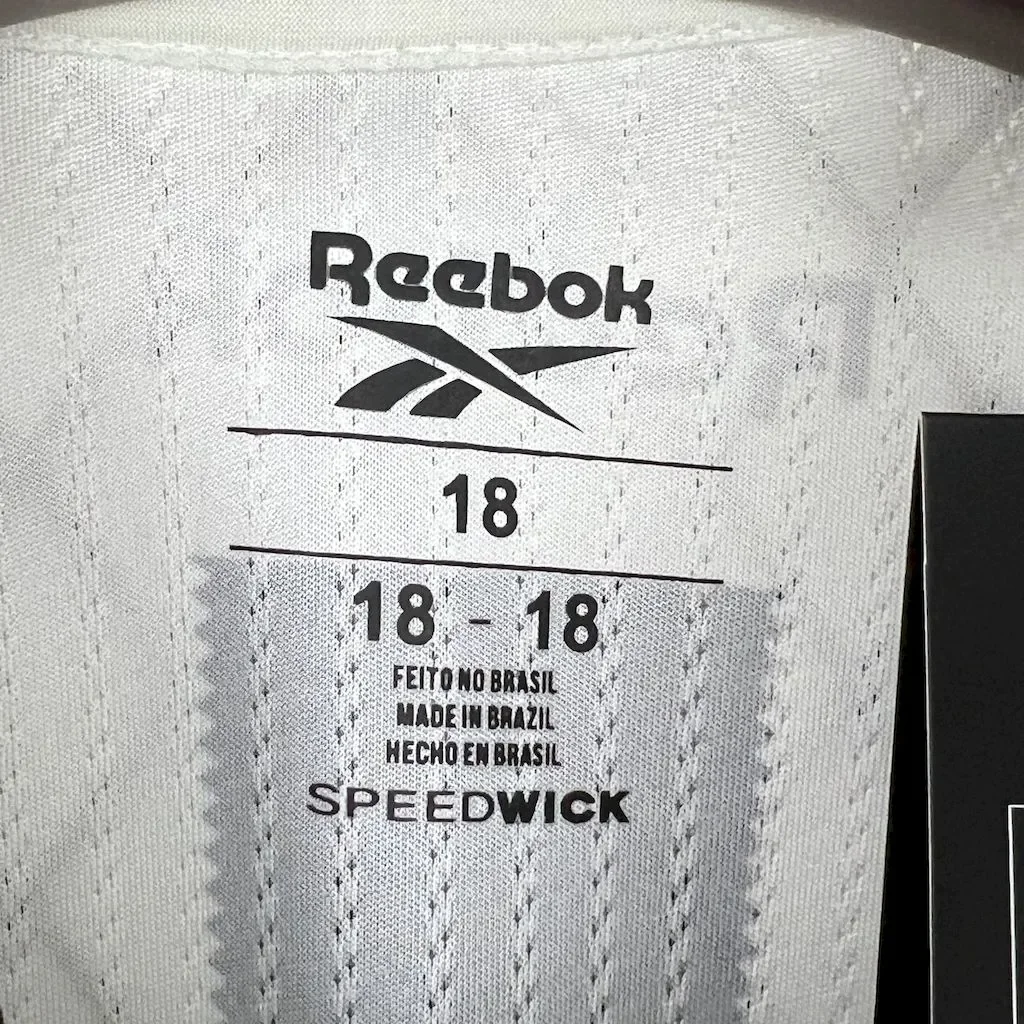 Reebok
18
18 - 18
FEITO NO BRASIL
MADE IN BRAZIL
HECHO EN BRASIL
SPEEDWICK